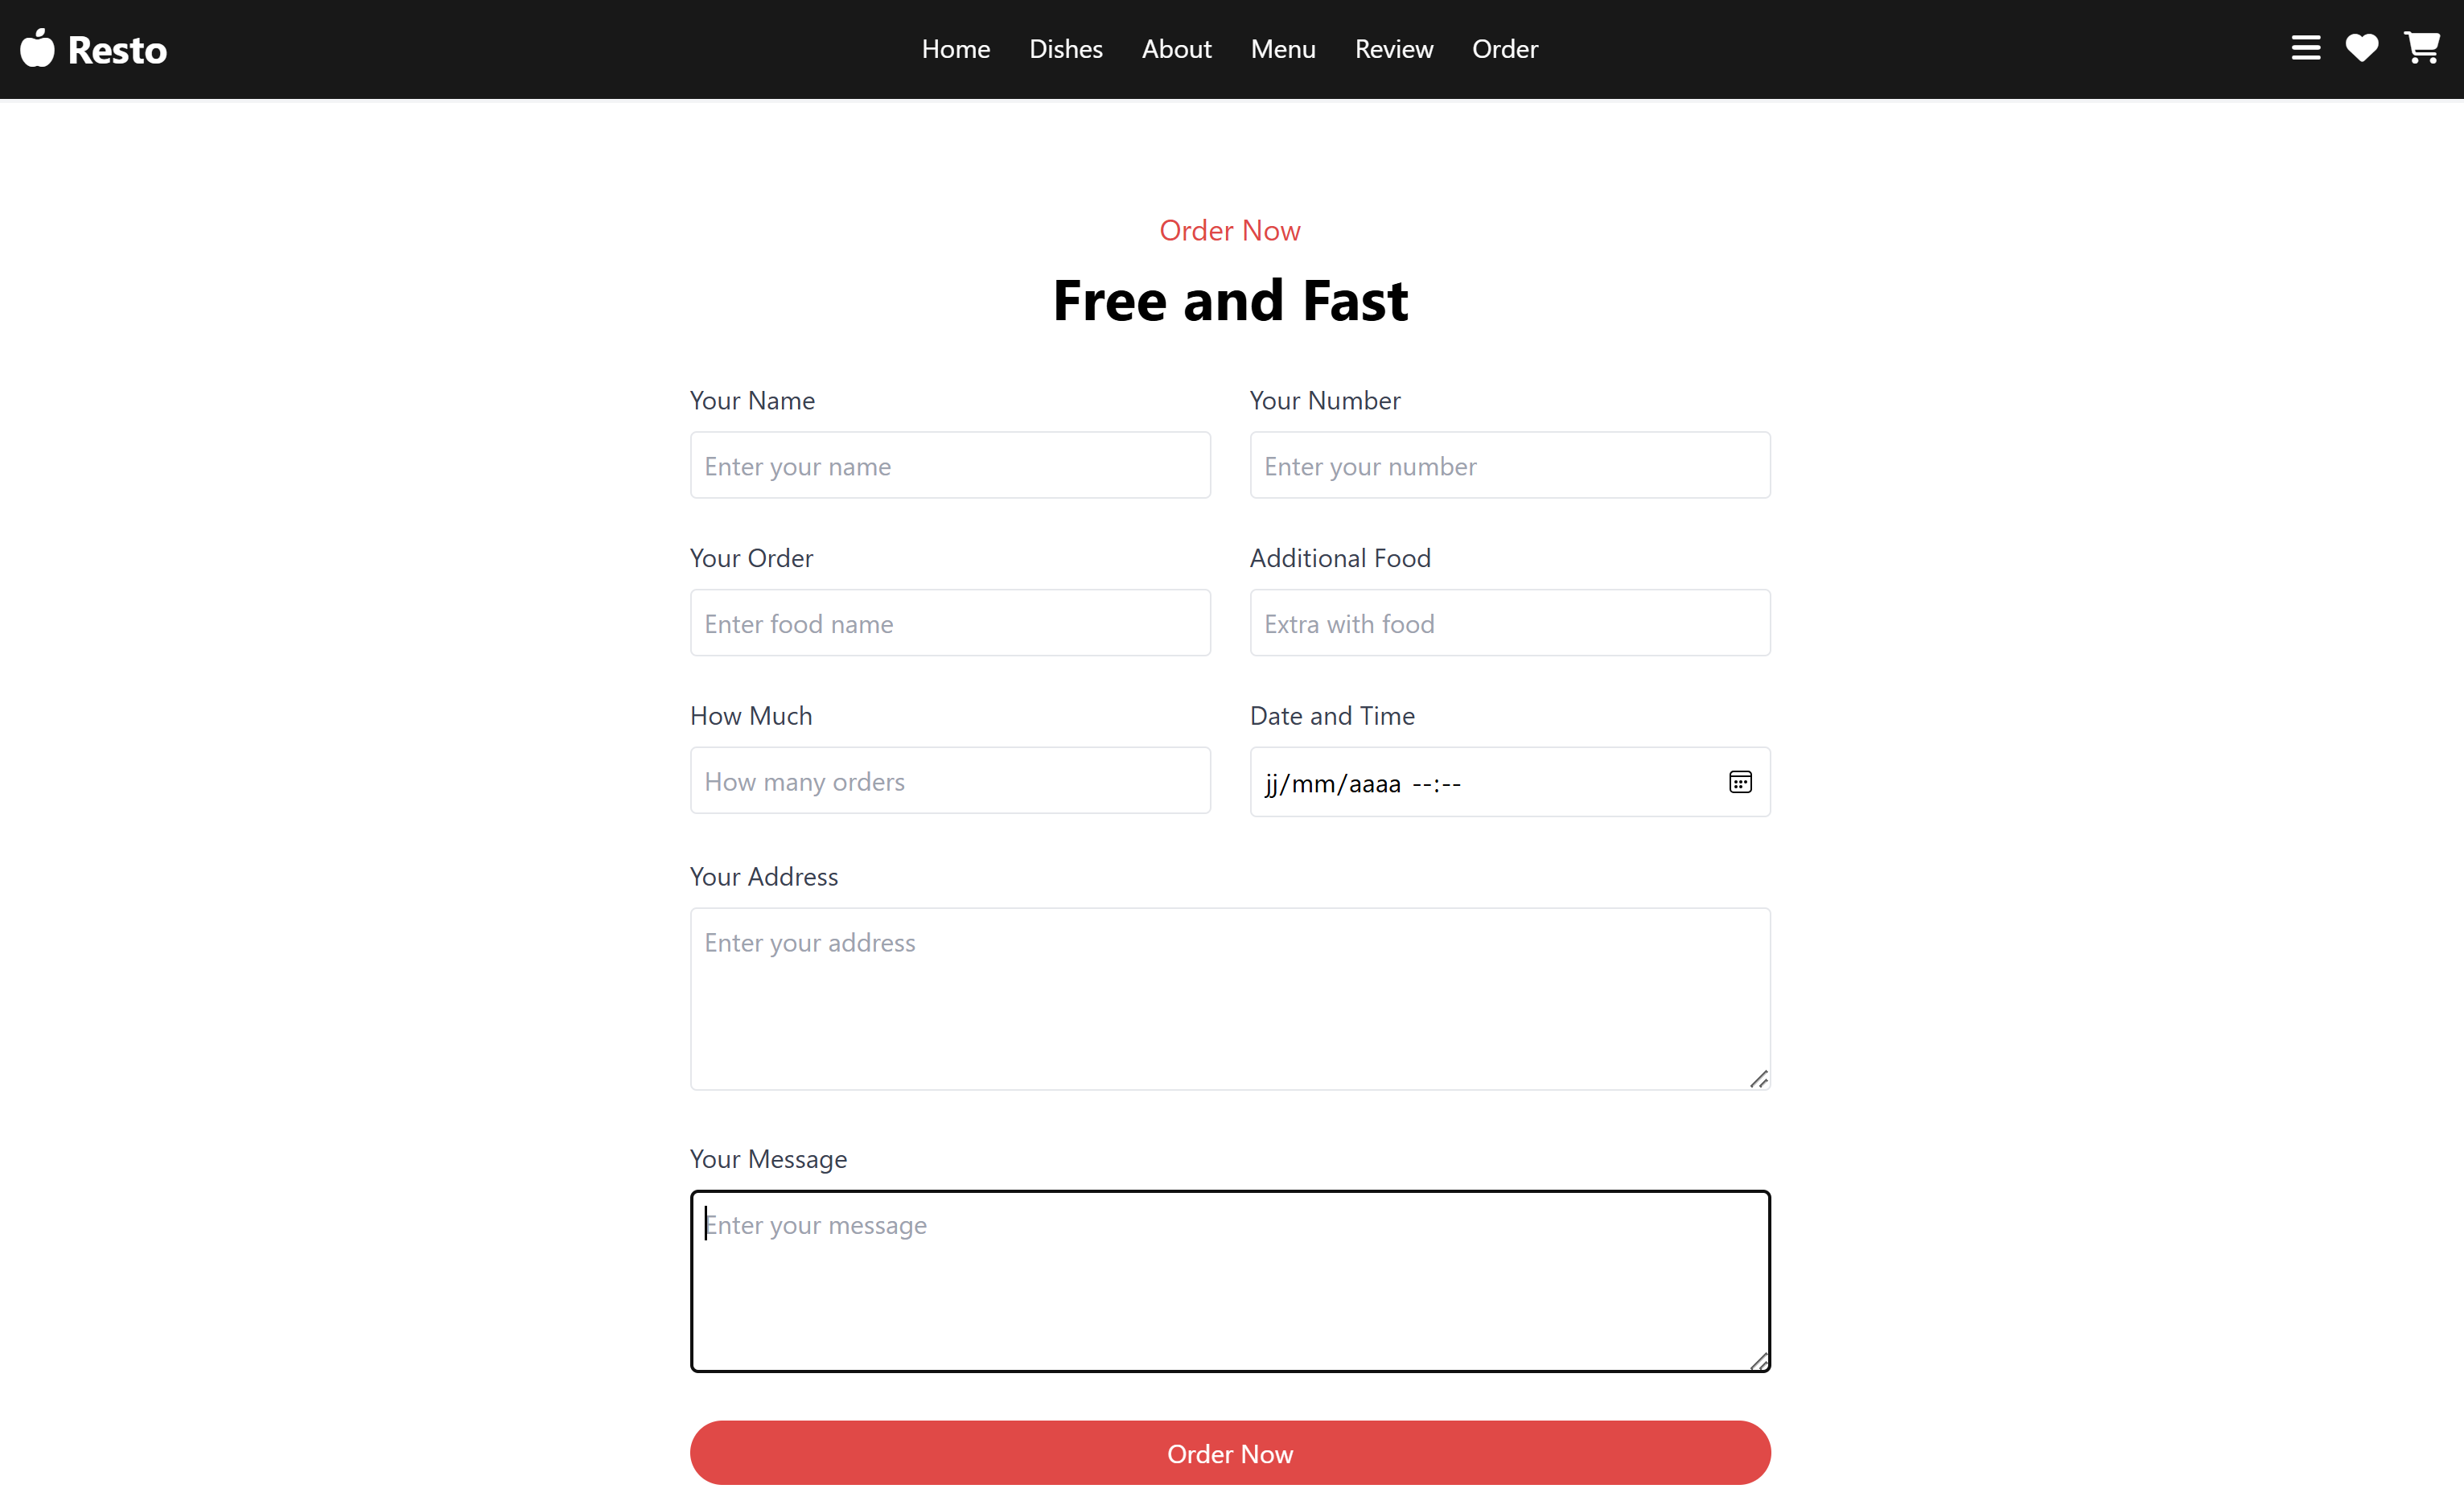 Resto
Home Dishes About Menu Review Order
Order Now
Free and Fast
Your Name Your Number
Enter your name Enter your number
Your Order Additional Food
Enter food name Extra with food
How Much Date and Time
How many orders jj/mm/aaaa --:--
Your Address
Enter your address
Your Message
Enter your message
Order Now